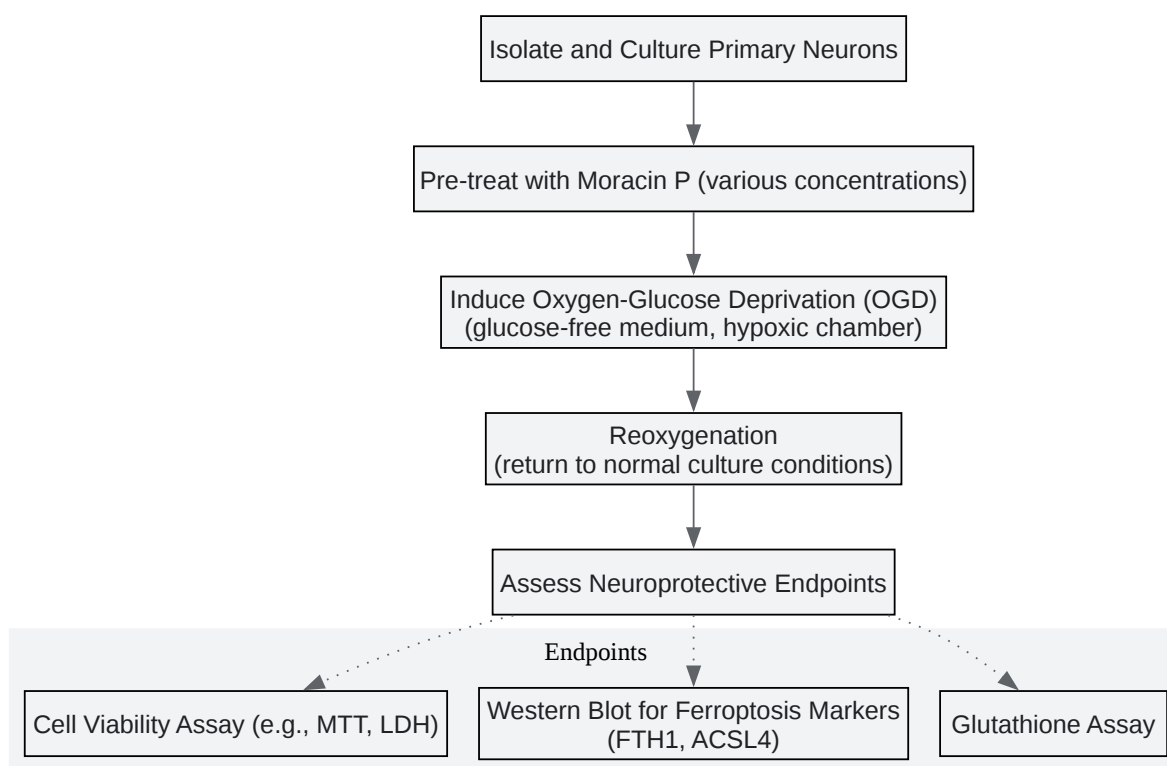 Isolate and Culture Primary Neurons
Pre-treat with Moracin P (various concentrations)
Induce Oxygen-Glucose Deprivation (OGD)
(glucose-free medium, hypoxic chamber)
Reoxygenation
(return to normal culture conditions)
Assess Neuroprotective Endpoints
Endpoints
Cell Viability Assay (e.g., MTT, LDH)
Western Blot for Ferroptosis Markers
(FTH1, ACSL4)
Glutathione Assay